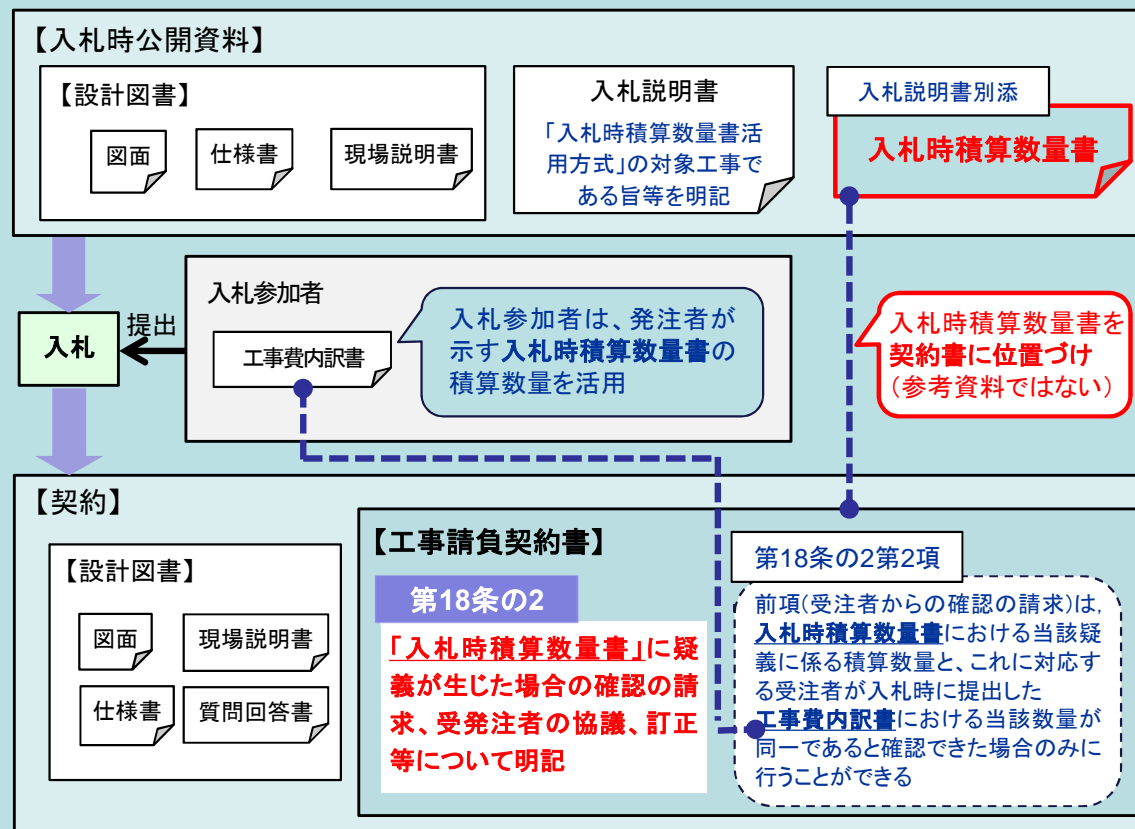 【入札時公開資料】
【設計図書】
図面
仕様書
現場説明書
入札説明書
「入札時積算数量書活
用方式」の対象工事で
ある旨等を明記
入札説明書別添
入札時積算数量書
入札
提出
入札参加者
工事費内訳書
入札参加者は、発注者が
示す入札時積算数量書の
積算数量を活用
入札時積算数量書を
契約書に位置づけ
(参考資料ではない)
【契約】
【設計図書】
図面
現場説明書
仕様書
質問回答書
【工事請負契約書】
第18条の2
「入札時積算数量書」に疑
義が生じた場合の確認の請
求、受発注者の協議、訂正
等について明記
第18条の2第2項
前項(受注者からの確認の請求)は,
入札時積算数量書における当該疑
義に係る積算数量と、これに対応す
る受注者が入札時に提出した
工事費内訳書における当該数量が
同一であると確認できた場合のみに
行うことができる